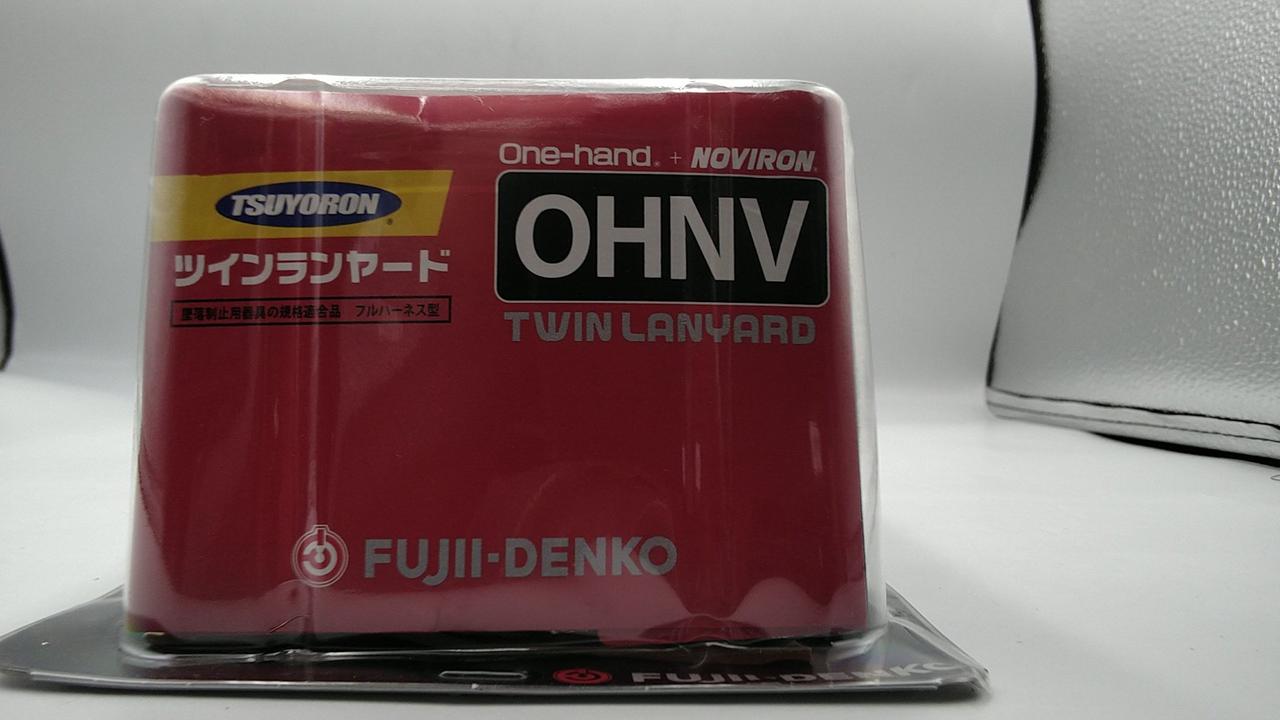 One-hand® + NOVIRON®
TSUYORON®
OHNV
ツインランヤード
墜落制止用器具の規格適合品 フルハーネス型
TWIN LANYARD
FUJII-DENKO
FUJII-DENKO